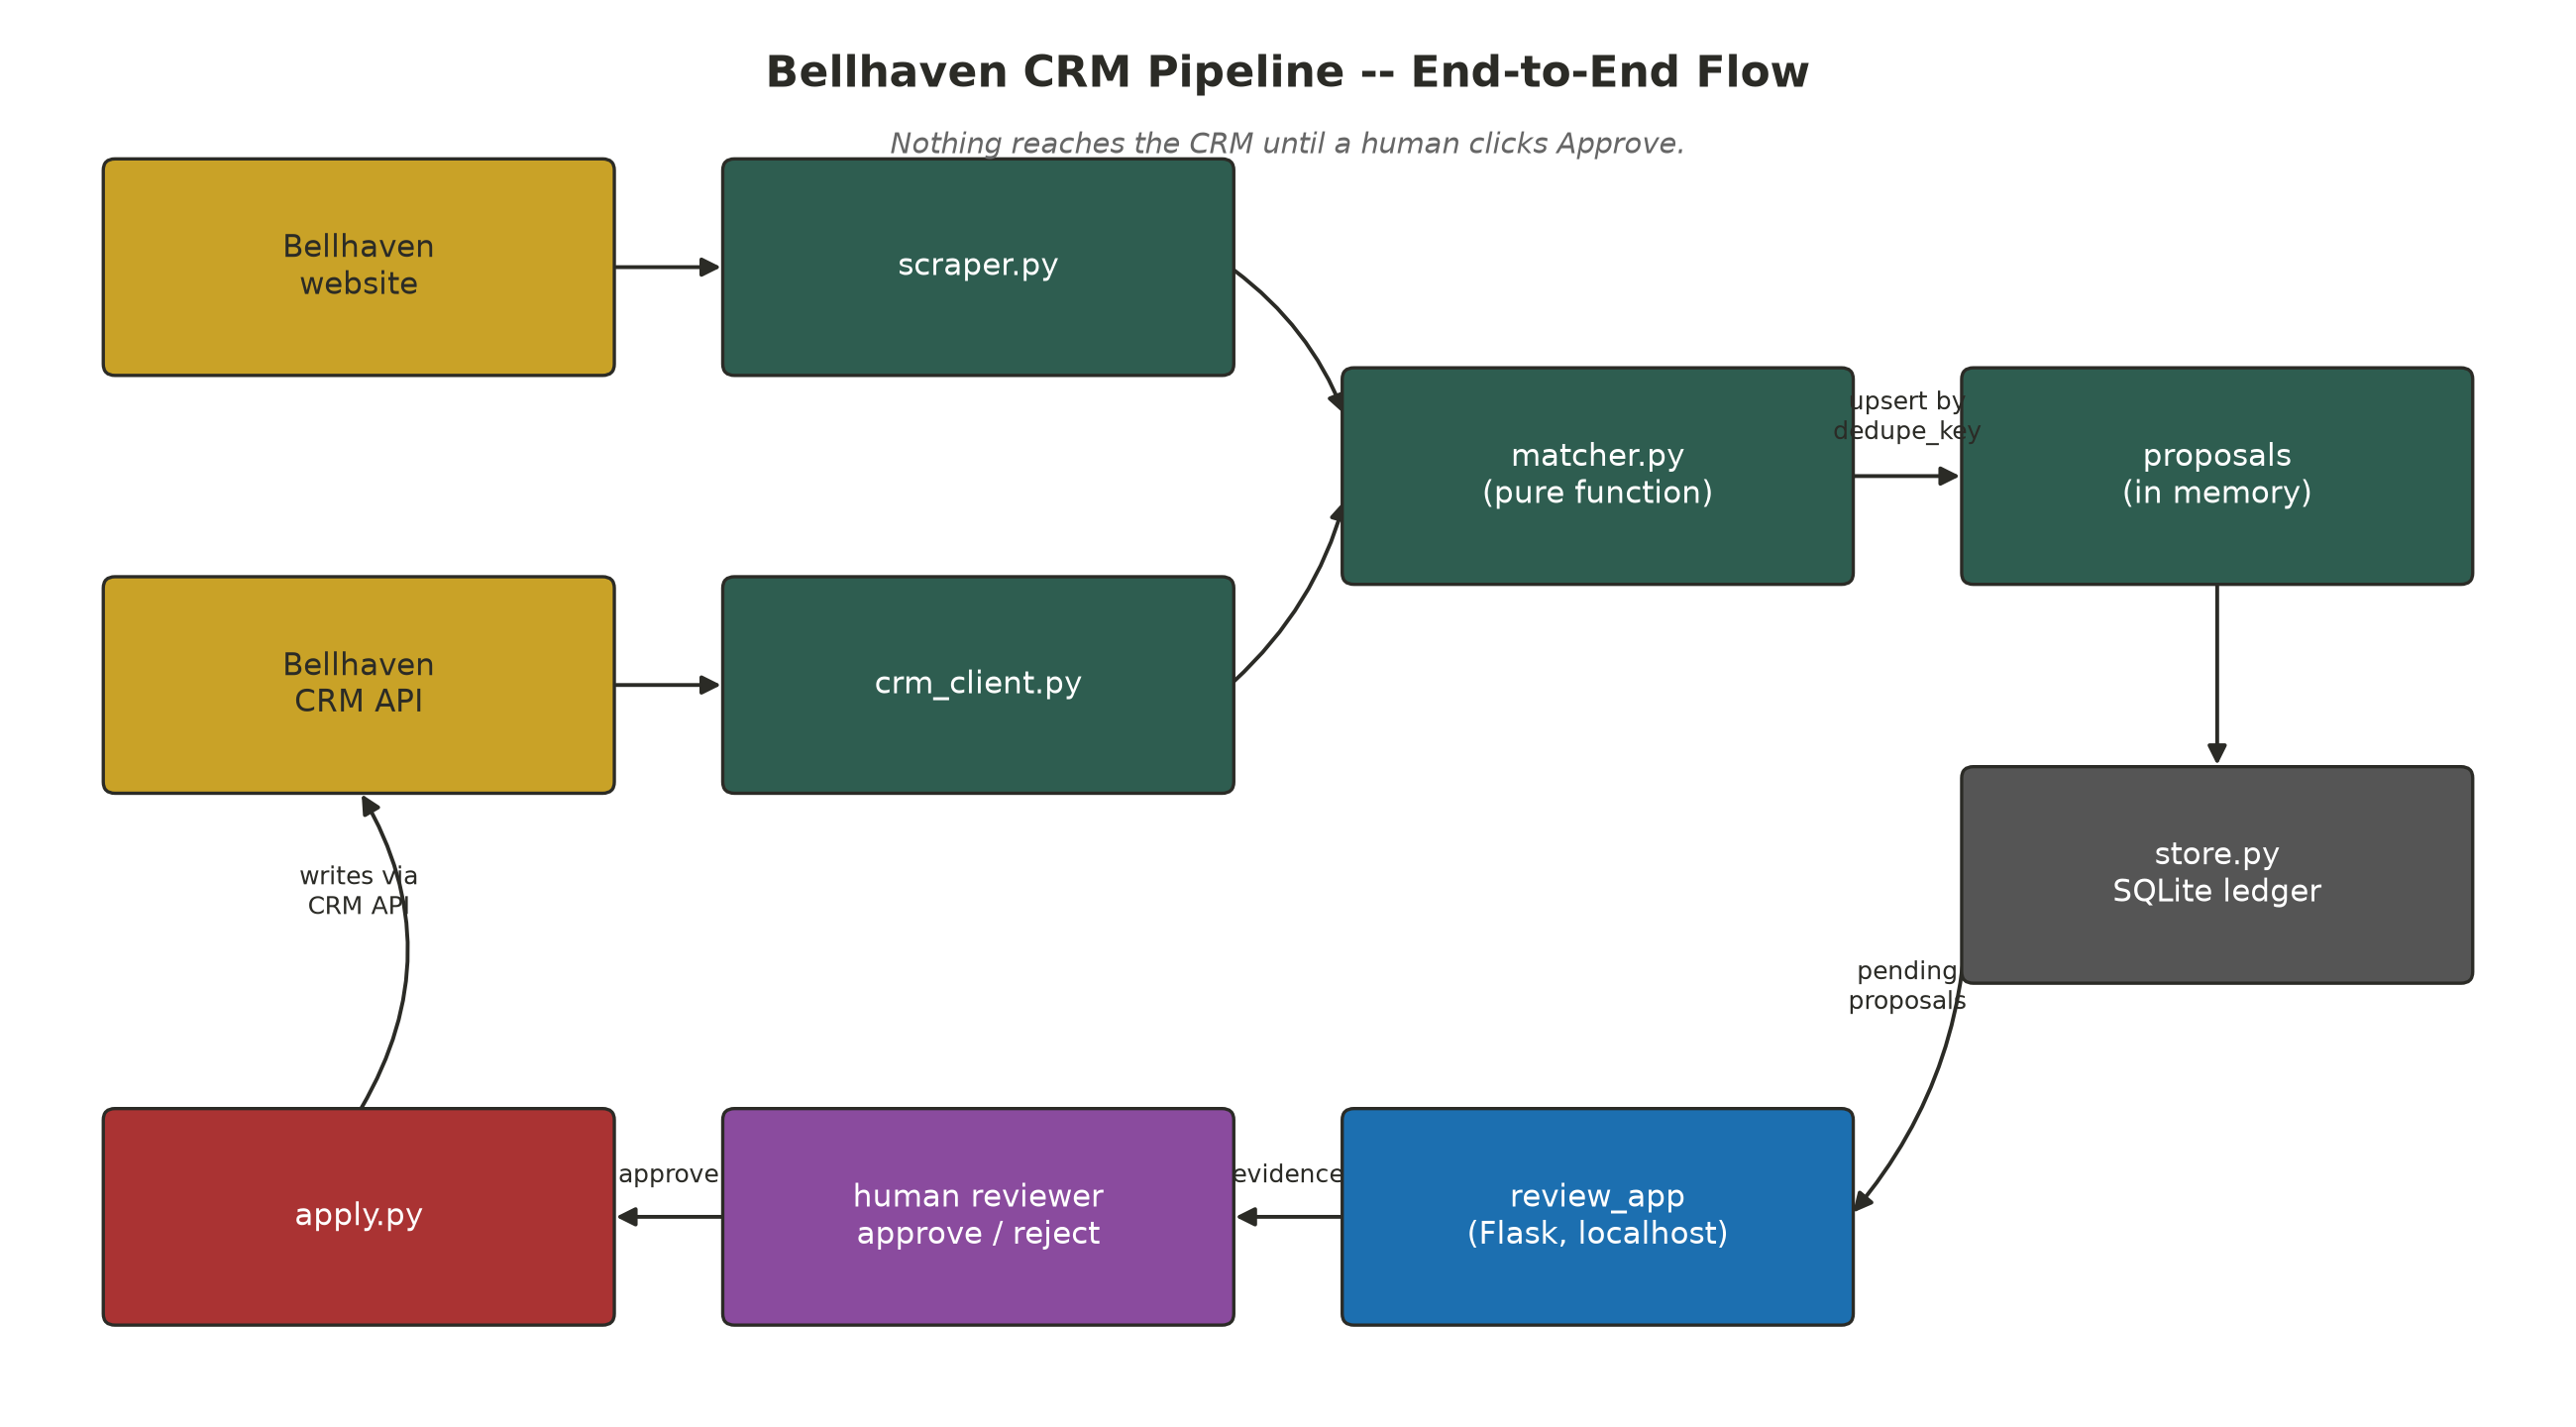 Bellhaven CRM Pipeline -- End-to-End Flow
Nothing reaches the CRM until a human clicks Approve.
Bellhaven
website
scraper.py
matcher.py
(pure function)
upsert by
dedupe_key
proposals
(in memory)
Bellhaven
CRM API
crm_client.py
store.py
SQLite ledger
writes via
CRM API
pending
proposals
apply.py
approve
human reviewer
approve / reject
evidence
review_app
(Flask, localhost)